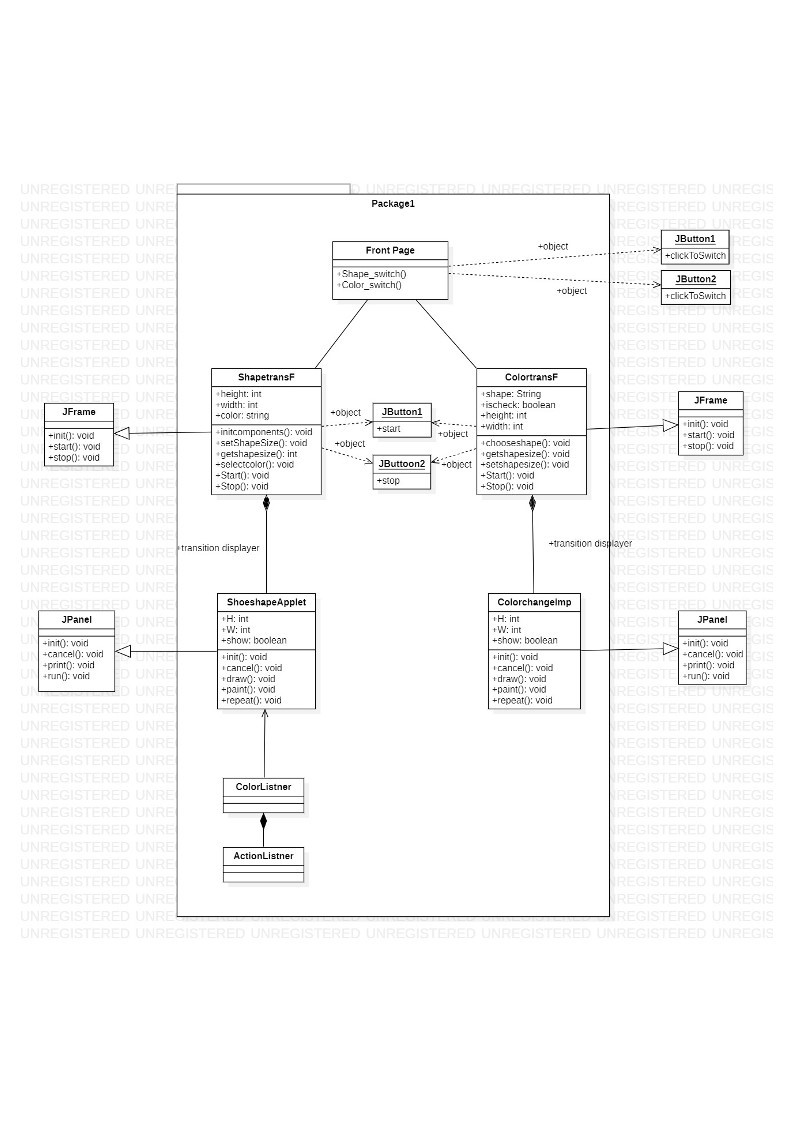 Package1
Front Page
+Shape_switch()
+Color_switch()
+object
+object
JButton1
+clickToSwitch
JButton2
+clickToSwitch
ShapetransF
+height: int
+width: int
+color: string
+initcomponents(): void
+setShapeSize(): void
+getshapesize(): int
+selectcolor(): void
+Start(): void
+Stop(): void
+object
+object
JButton1
+start
JButtoon2
+stop
+object
+object
ColortransF
+shape: String
+ischeck: boolean
+height: int
+width: int
+chooseshape(): void
+getshapesize(): void
+setshapesize(): void
+Start(): void
+Stop(): void
JFrame
+init(): void
+start(): void
+stop(): void
JFrame
+init(): void
+start(): void
+stop(): void
+transition displayer
+transition displayer
JPanel
+init(): void
+cancel(): void
+print(): void
+run(): void
ShoeshapeApplet
+H: int
+W: int
+show: boolean
+init(): void
+cancel(): void
+draw(): void
+paint(): void
+repeat(): void
Colorchangeimp
+H: int
+W: int
+show: boolean
+init(): void
+cancel(): void
+draw(): void
+paint(): void
+repeat(): void
JPanel
+init(): void
+cancel(): void
+print(): void
+run(): void
ColorListner
ActionListner
UNREGISTERED UNREGISTERED UNREGISTERED UNREGISTERED UNREGISTERED UNREGISTERED UNREGIS